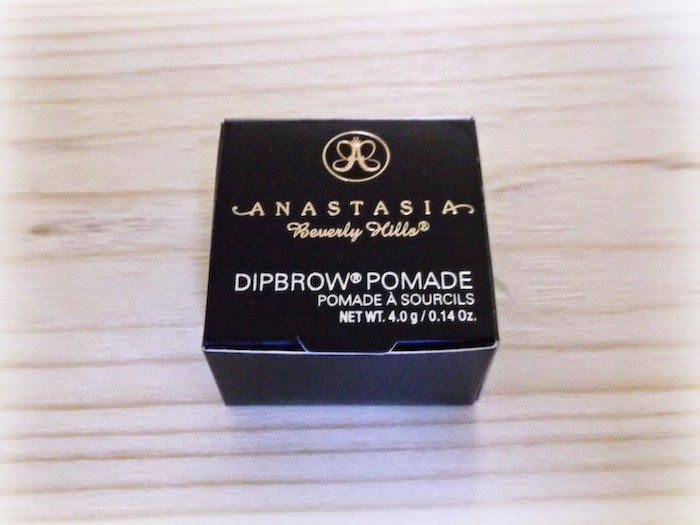 ANASTASIA
Beverly Hills®
DIPBROW® POMADE
POMADE À SOURCILS
NET WT. 4.0 g / 0.14 Oz.